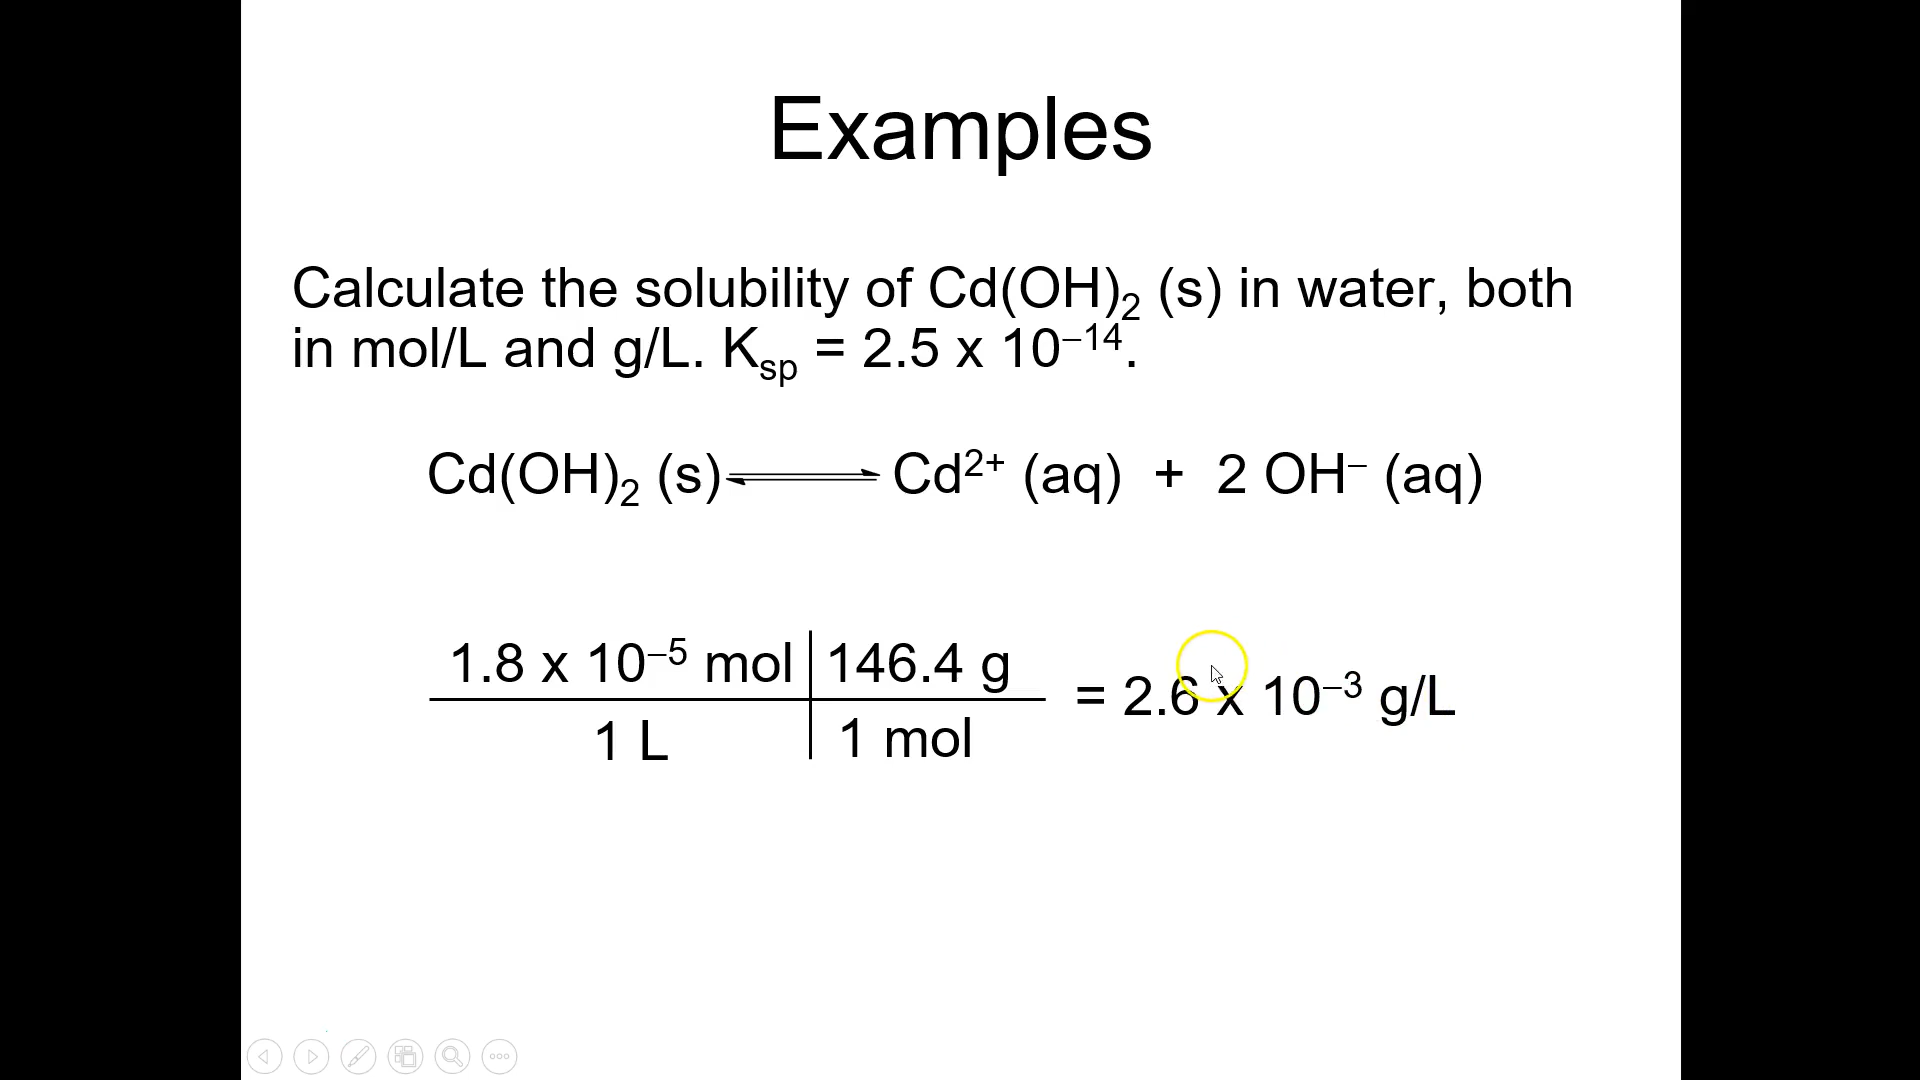 Examples
Calculate the solubility of Cd(OH)₂ (s) in water, both
in mol/L and g/L. Kₛₚ = 2.5 x 10⁻¹⁴.
Cd(OH)₂ (s) ⇌ Cd²⁺ (aq) + 2 OH⁻ (aq)
1.8 x 10⁻⁵ mol | 146.4 g
1 L | 1 mol
= 2.6 x 10⁻³ g/L